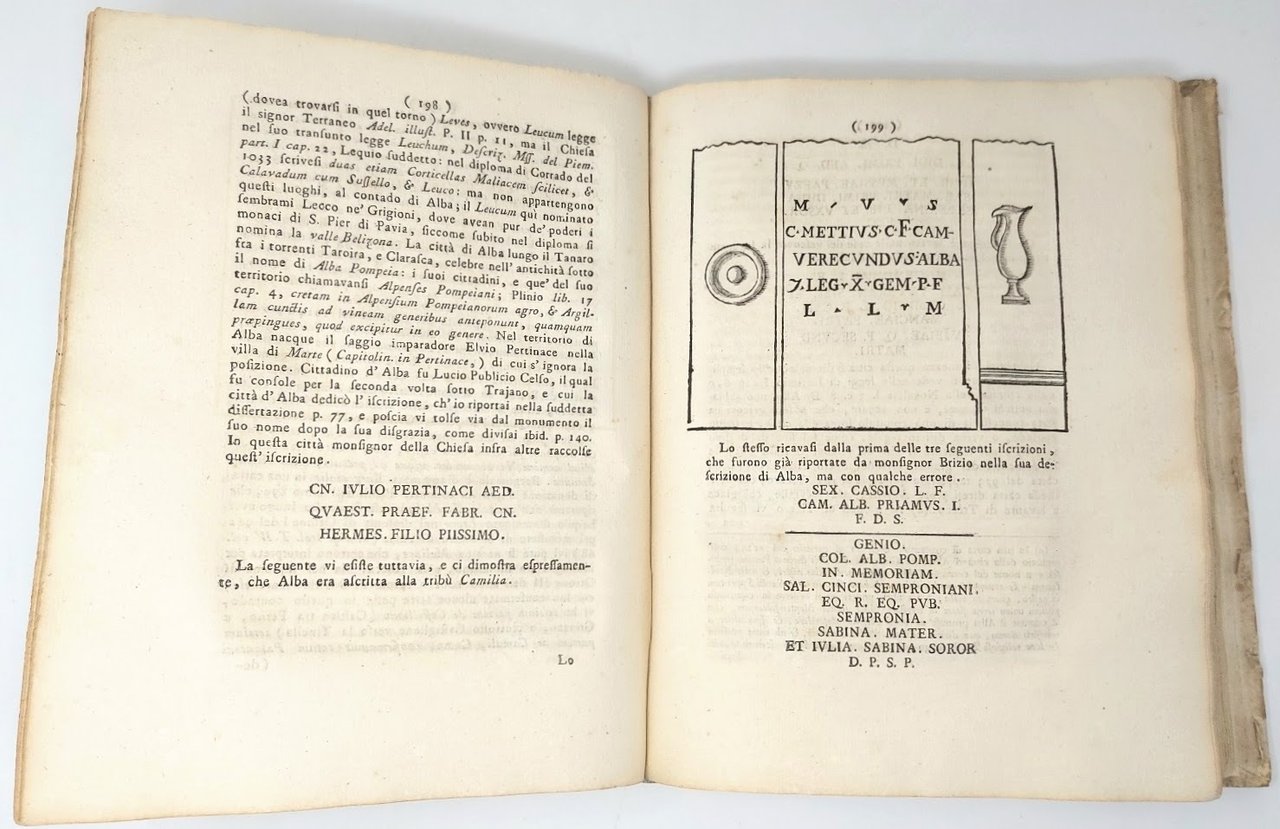 ( 198 )
(dovea trovarſi in quel torno) Leves, ovvero Leucum legge
il signor Terraneo Adel. illuſt. P. II p. 11, ma il Chieſa
nel ſuo tranſunto legge Leuchum, Deſcriz. Mſſ. del Piem.
part. I cap. 22, Lequio ſuddetto: nel diploma di Corrado del
1033 ſcriveſi duas etiam Corticellas Maliacem ſcilicet, &
Calavadum cum Suſſello, & Leuco: ma non appartengono
queſti luoghi, al contado di Alba; il Leucum quì nominato
ſembrami Lecco ne' Grigioni, dove avean pur de' poderi i
monaci di S. Pier di Pavia, ſiccome ſubito nel diploma ſi
nomina la valle Belizona. La città di Alba lungo il Tanaro
fra i torrenti Taroira, e Claraſca, celebre nell' antichità ſotto
il nome di Alba Pompeia: i ſuoi cittadini, e que' del ſuo
territorio chiamavanſi Alpenſes Pompeiani; Plinio lib. 17
cap. 4, cretam in Alpenſium Pompeianorum agro, & Argil-
lam cunctis ad vineam generibus anteponunt, quamquam
præpingues, quod excipitur in eo genere. Nel territorio di
Alba nacque il ſaggio imparadore Elvio Pertinace nella
villa di Marte (Capitolin. in Pertinace,) di cui s' ignora la
poſizione. Cittadino d' Alba fu Lucio Publicio Celſo, il qual
fu conſole per la ſeconda volta ſotto Trajano, e cui la
città d' Alba dedicò l' iſcrizione, ch' io riportai nella ſuddetta
diſſertazione p. 77, e poſcia vi tolſe via dal monumento il
ſuo nome dopo la ſua diſgrazia, come diviſai ibid. p. 140.
In queſta città monſignor della Chieſa infra altre raccolſe
queſt' iſcrizione.
CN. IVLIO PERTINACI AED.
QVAEST. PRAEF. FABR. CN.
HERMES. FILIO PIISSIMO.
La ſeguente vi eſiſte tuttavia, e ci dimoſtra eſpreſſamen-
te, che Alba era aſcritta alla tribù Camilia.
Lo
( 199 )
M V S
C·METTIVS·C·F·CAM-
VERECVNDVS·ALBA
7·LEG·X̅·GEM·P·F
L L M
Lo ſteſſo ricavaſi dalla prima delle tre ſeguenti iſcrizioni,
che furono già riportate da monſignor Brizio nella ſua de-
ſcrizione di Alba, ma con qualche errore.
SEX. CASSIO. L. F.
CAM. ALB. PRIAMVS. I.
F. D. S.
GENIO.
COL. ALB. POMP.
IN. MEMORIAM.
SAL. CINCI. SEMPRONIANI.
EQ. R. EQ. PVB.
SEMPRONIA.
SABINA. MATER.
ET IVLIA. SABINA. SOROR
D. P. S. P.